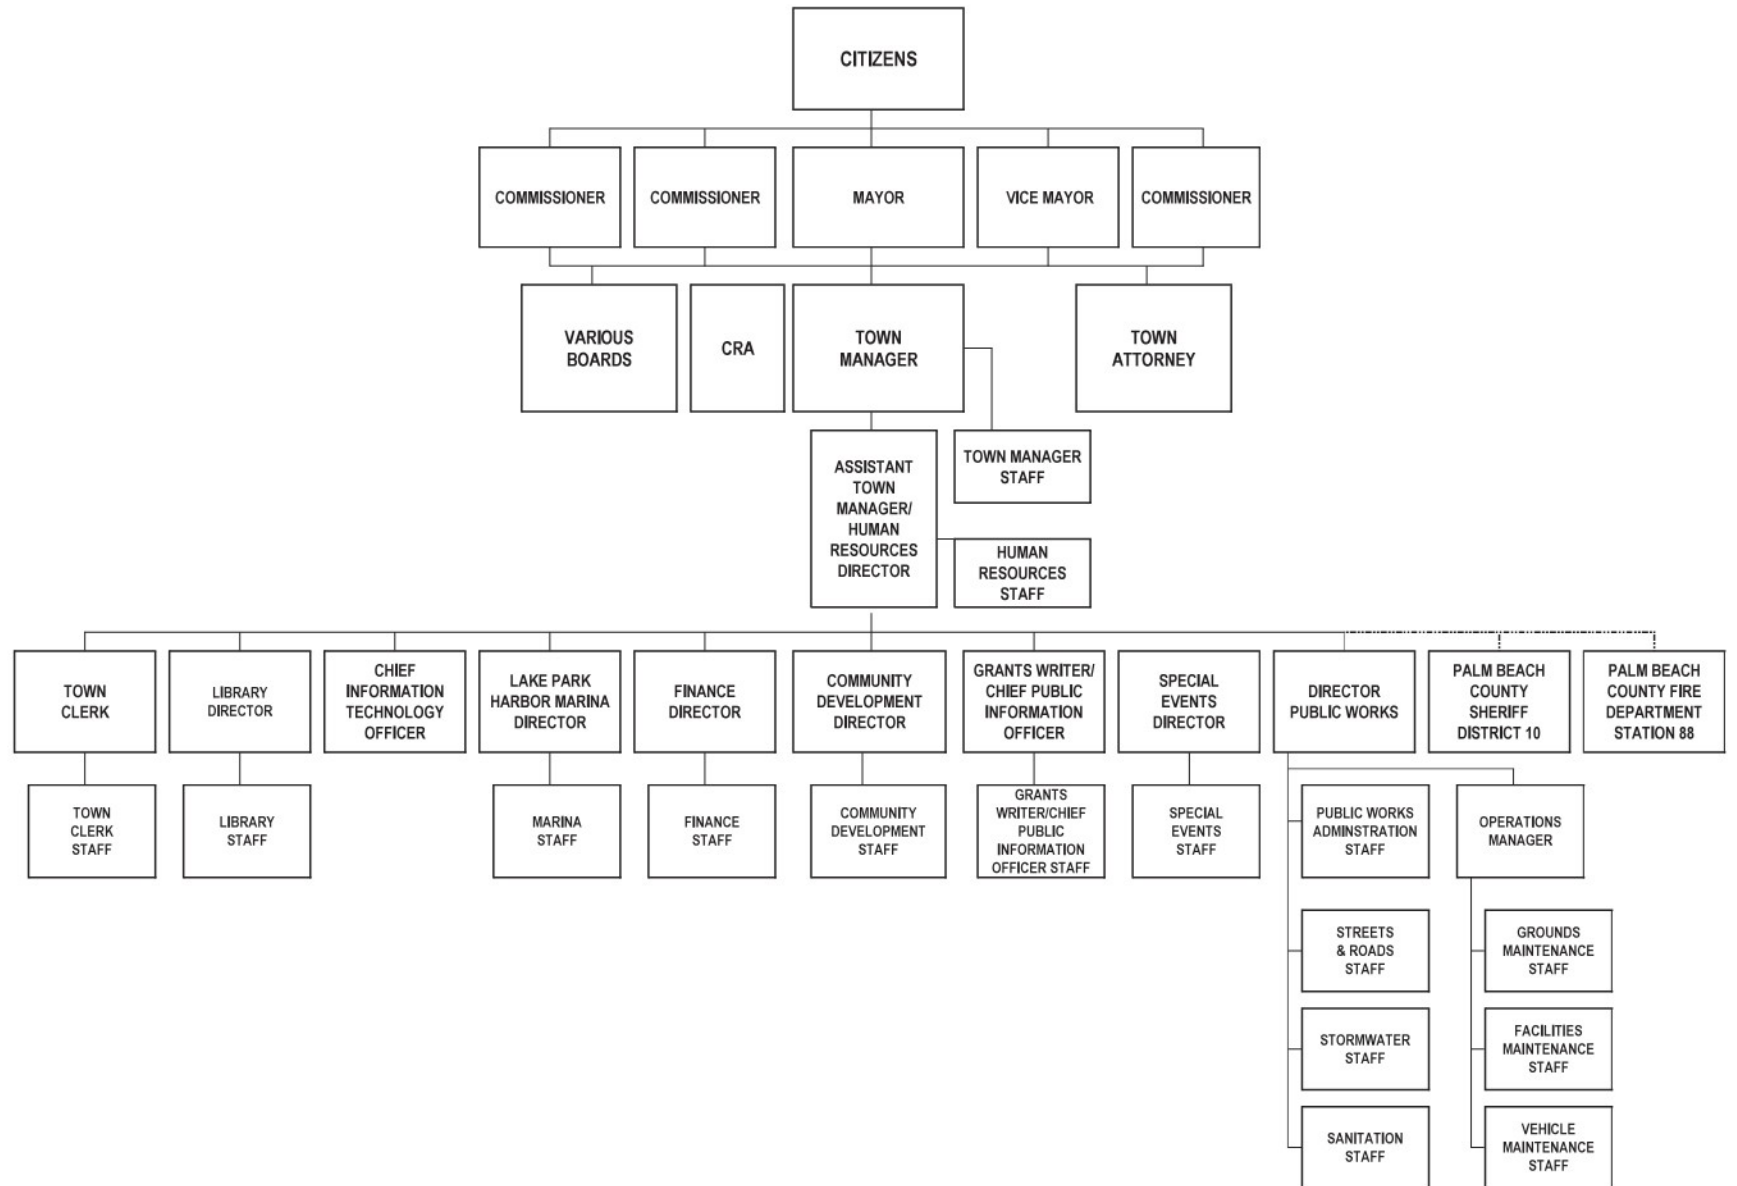 CITIZENS
COMMISSIONER
COMMISSIONER
MAYOR
VICE MAYOR
COMMISSIONER
VARIOUS
BOARDS
CRA
TOWN
MANAGER
TOWN
ATTORNEY
ASSISTANT
TOWN
MANAGER/
HUMAN
RESOURCES
DIRECTOR
TOWN MANAGER
STAFF
HUMAN
RESOURCES
STAFF
TOWN
CLERK
LIBRARY
DIRECTOR
CHIEF
INFORMATION
TECHNOLOGY
OFFICER
LAKE PARK
HARBOR MARINA
DIRECTOR
FINANCE
DIRECTOR
COMMUNITY
DEVELOPMENT
DIRECTOR
GRANTS WRITER/
CHIEF PUBLIC
INFORMATION
OFFICER
SPECIAL
EVENTS
DIRECTOR
DIRECTOR
PUBLIC WORKS
PALM BEACH
COUNTY
SHERIFF
DISTRICT 10
PALM BEACH
COUNTY FIRE
DEPARTMENT
STATION 88
TOWN
CLERK
STAFF
LIBRARY
STAFF
MARINA
STAFF
FINANCE
STAFF
COMMUNITY
DEVELOPMENT
STAFF
GRANTS
WRITER/CHIEF
PUBLIC
INFORMATION
OFFICER STAFF
SPECIAL
EVENTS
STAFF
PUBLIC WORKS
ADMINSTRATION
STAFF
OPERATIONS
MANAGER
STREETS
& ROADS
STAFF
GROUNDS
MAINTENANCE
STAFF
STORMWATER
STAFF
FACILITIES
MAINTENANCE
STAFF
SANITATION
STAFF
VEHICLE
MAINTENANCE
STAFF